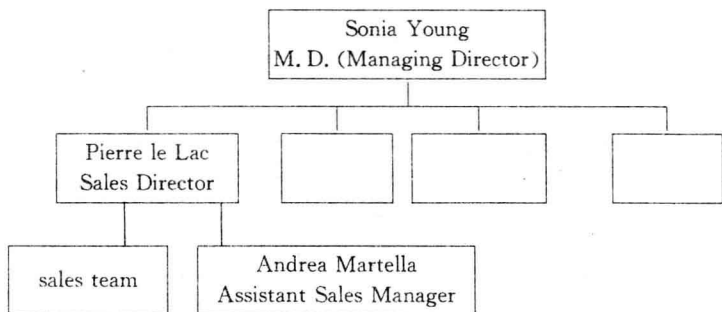 Sonia Young
M. D. (Managing Director)
Pierre le Lac
Sales Director
sales team
Andrea Martella
Assistant Sales Manager